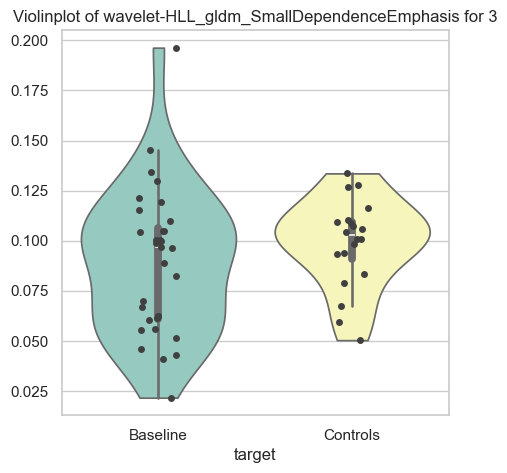 Violinplot of wavelet-HLL_gldm_SmallDependenceEmphasis for 3
0.200
0.175
0.150
0.125
0.100
0.075
0.050
0.025
Baseline
Controls
target